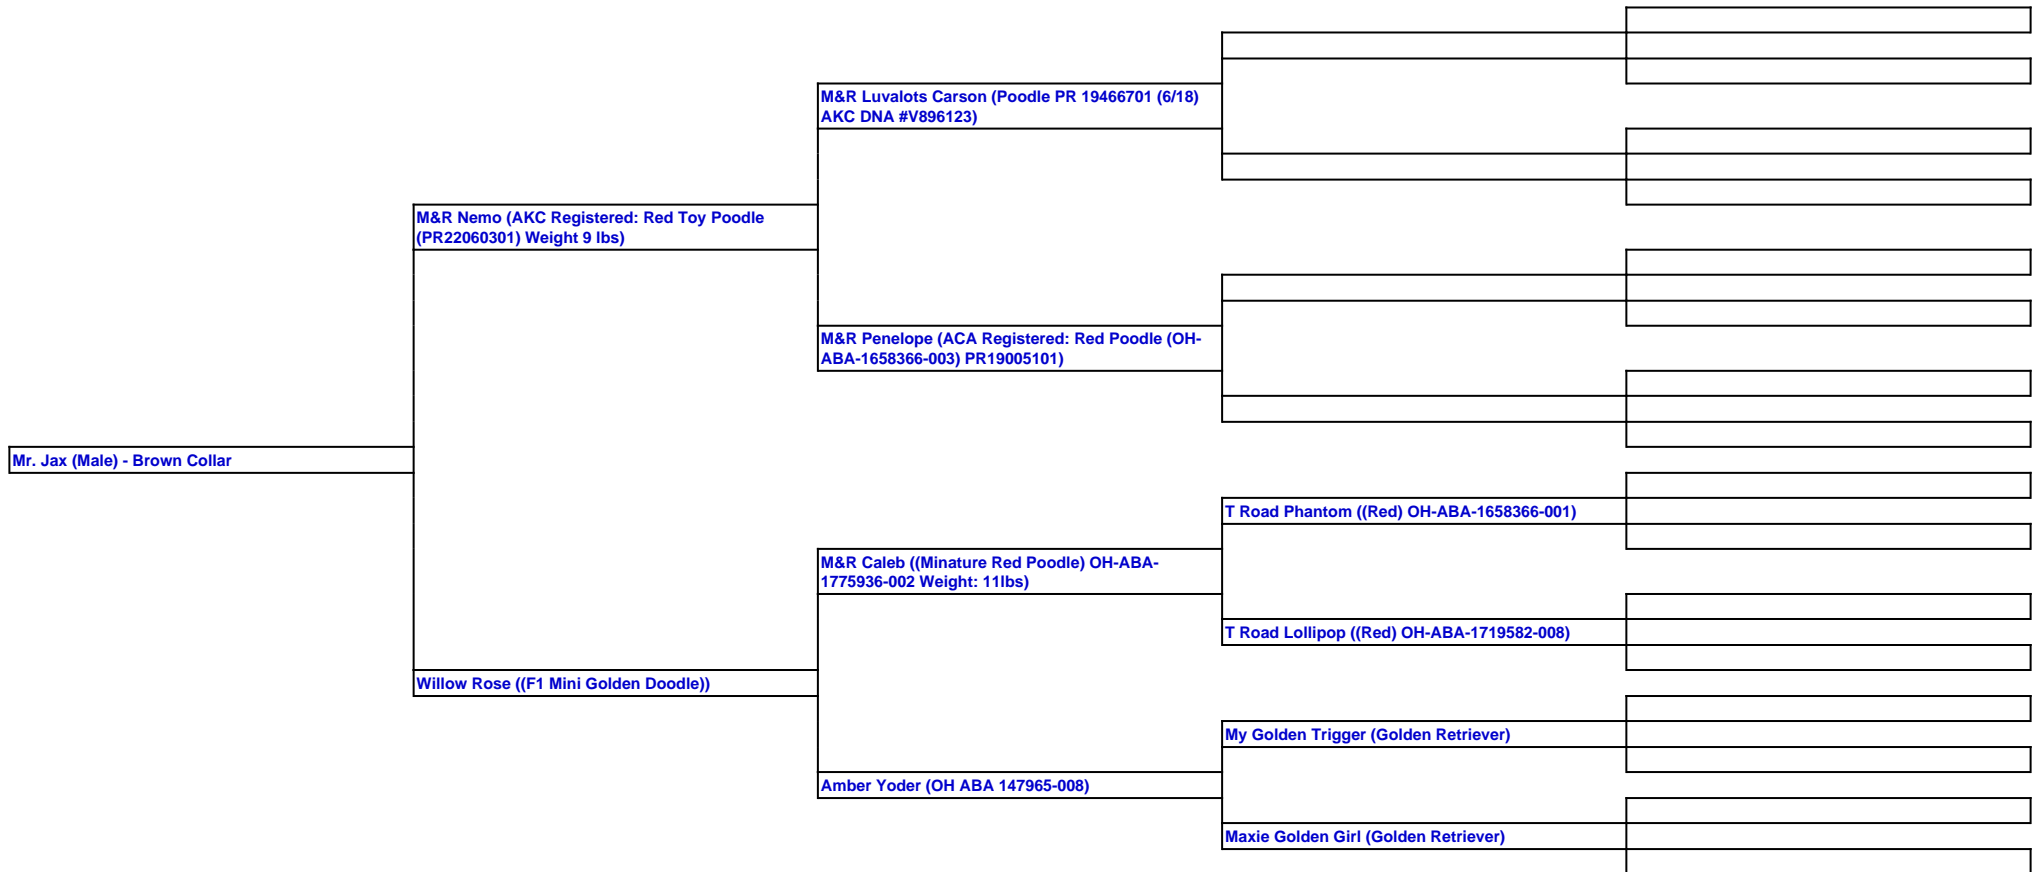 M&R Luvalots Carson (Poodle PR 19466701 (6/18)
AKC DNA #V896123)
M&R Nemo (AKC Registered: Red Toy Poodle
(PR22060301) Weight 9 lbs)
M&R Penelope (ACA Registered: Red Poodle (OH-
ABA-1658366-003) PR19005101)
Mr. Jax (Male) - Brown Collar
T Road Phantom ((Red) OH-ABA-1658366-001)
M&R Caleb ((Minature Red Poodle) OH-ABA-
1775936-002 Weight: 11lbs)
T Road Lollipop ((Red) OH-ABA-1719582-008)
Willow Rose ((F1 Mini Golden Doodle))
My Golden Trigger (Golden Retriever)
Amber Yoder (OH ABA 147965-008)
Maxie Golden Girl (Golden Retriever)